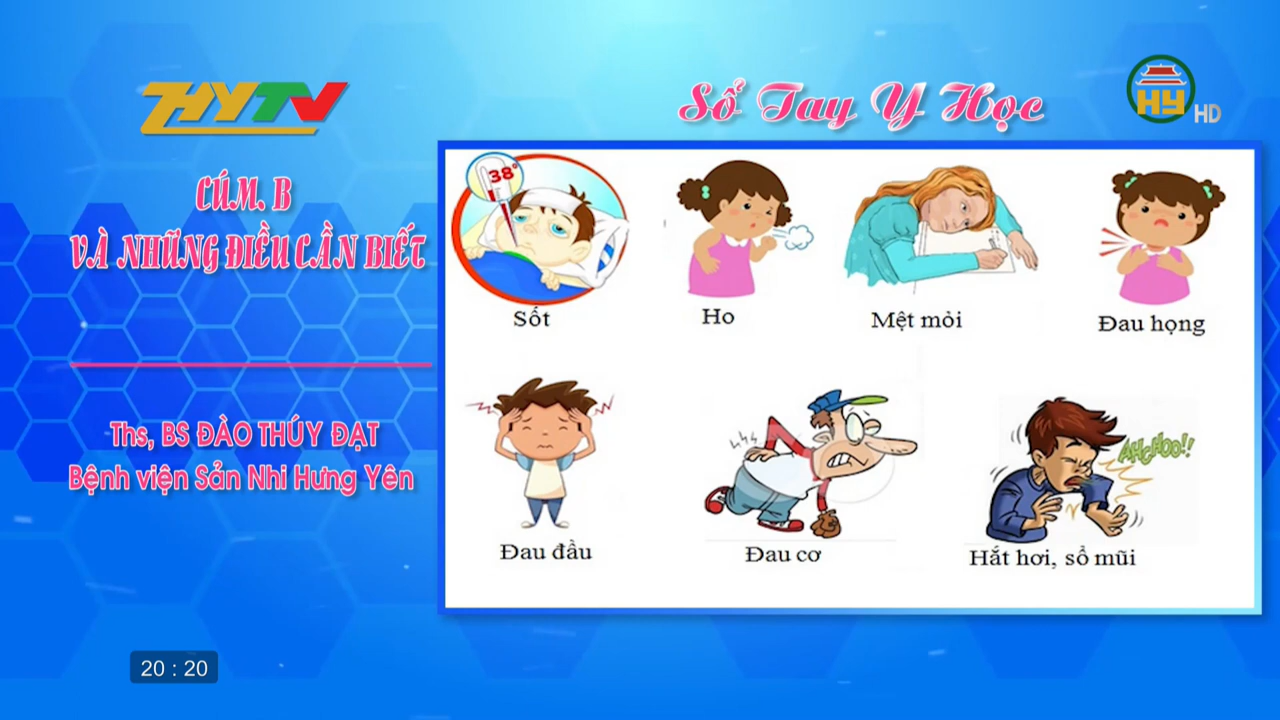 THYTV
Sổ Tay Y Học
HY HD
CÚM. B
VÀ NHỮNG ĐIỀU CẦN BIẾT
Ths, BS ĐÀO THÚY ĐẠT
Bệnh viện Sản Nhi Hưng Yên
38°
Sốt
Ho
Mệt mỏi
Đau họng
Đau đầu
Đau cơ
AHCHOO!!
Hắt hơi, sổ mũi
20 : 20